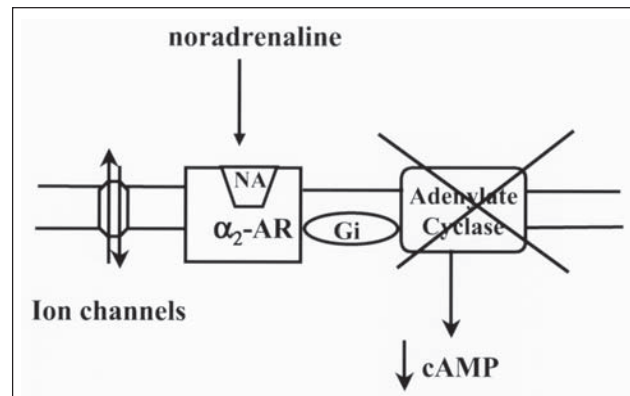 noradrenaline
NA
α₂-AR
Gi
Adenylate
Cyclase
Ion channels
cAMP